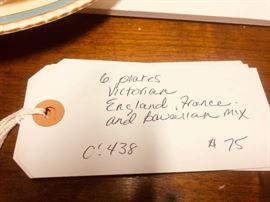 6 plates
Victorian
England, France.
and Bavarian mix
C! 438 $75